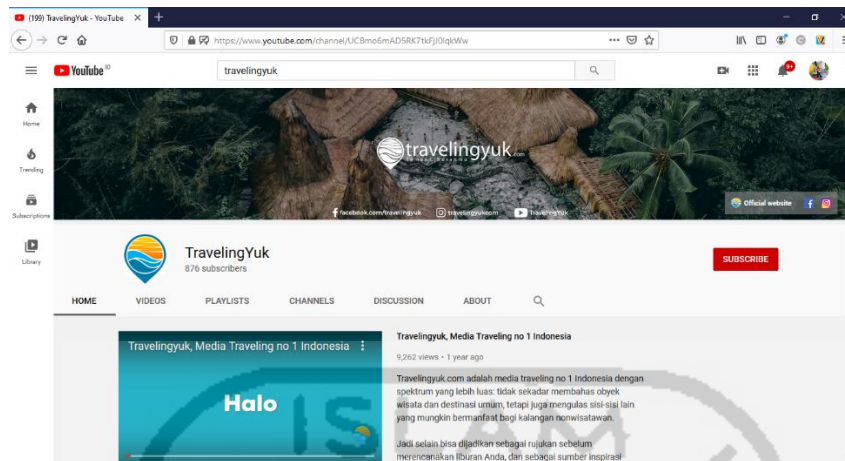 (199) TravelingYuk - YouTube
https://www.youtube.com/channel/UCBmo6mAD5RK7tkFjJ0lqkWw
YouTube ID
travelingyuk
9+
Home
Trending
Subscriptions
Library
travelingyuk.com
facebook.com/travelingyuk travelingyukcom TravelingYuk
Official website
TravelingYuk
876 subscribers
SUBSCRIBE
HOME VIDEOS PLAYLISTS CHANNELS DISCUSSION ABOUT
Travelingyuk, Media Traveling no 1 Indonesia
Halo
Travelingyuk, Media Traveling no 1 Indonesia
9,262 views • 1 year ago
Travelingyuk.com adalah media traveling no 1 Indonesia dengan
spektrum yang lebih luas: tidak sekadar membahas obyek
wisata dan destinasi umum, tetapi juga mengulas sisi-sisi lain
yang mungkin bermanfaat bagi kalangan nonwisatawan.
Jadi selain bisa dijadikan sebagai rujukan sebelum
merencanakan liburan Anda, dan sebagai sumber inspirasi
ISLAM